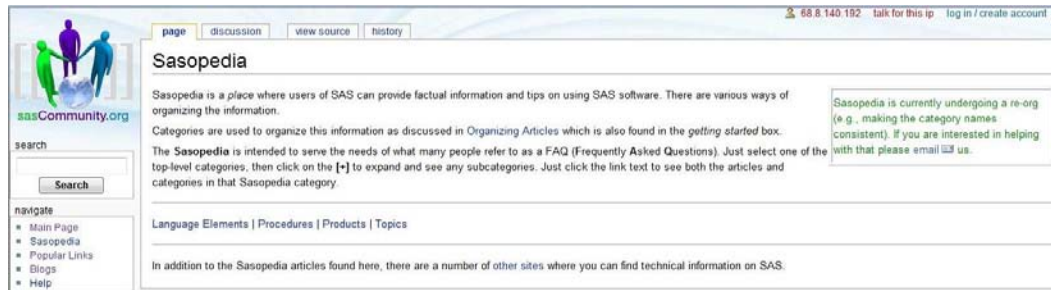 68.8.140.192 talk for this ip log in / create account
page discussion view source history
sasCommunity.org
search
Search
navigate
Main Page
Sasopedia
Popular Links
Blogs
Help
Sasopedia
Sasopedia is a place where users of SAS can provide factual information and tips on using SAS software. There are various ways of
organizing the information.
Categories are used to organize this information as discussed in Organizing Articles which is also found in the getting started box.
The Sasopedia is intended to serve the needs of what many people refer to as a FAQ (Frequently Asked Questions). Just select one of the
top-level categories, then click on the [+] to expand and see any subcategories. Just click the link text to see both the articles and
categories in that Sasopedia category.
Sasopedia is currently undergoing a re-org
(e.g., making the category names
consistent). If you are interested in helping
with that please email us.
Language Elements | Procedures | Products | Topics
In addition to the Sasopedia articles found here, there are a number of other sites where you can find technical information on SAS.